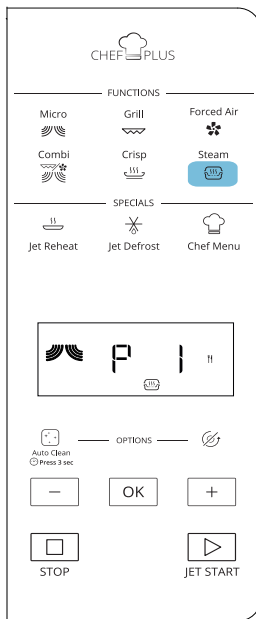 CHEF PLUS
FUNCTIONS
Micro Grill Forced Air
Combi Crisp Steam
SPECIALS
Jet Reheat Jet Defrost Chef Menu
P 1
Auto Clean
Press 3 sec
OPTIONS
− OK +
STOP JET START